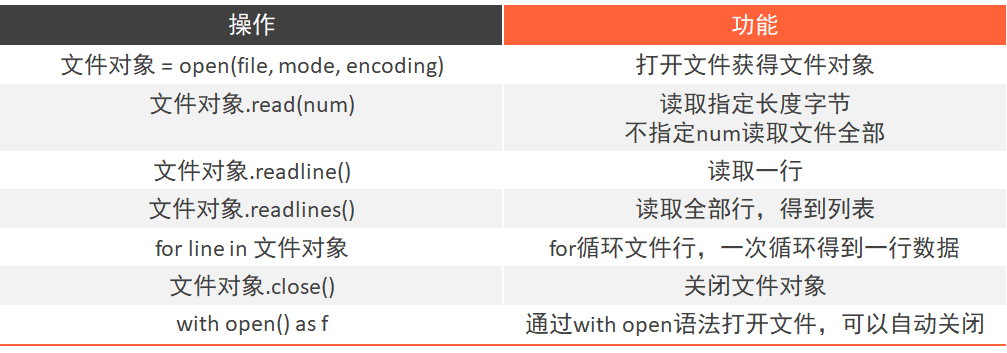 操作 功能
文件对象 = open(file, mode, encoding) 打开文件获得文件对象
文件对象.read(num) 读取指定长度字节
不指定num读取文件全部
文件对象.readline() 读取一行
文件对象.readlines() 读取全部行，得到列表
for line in 文件对象 for循环文件行，一次循环得到一行数据
文件对象.close() 关闭文件对象
with open() as f 通过with open语法打开文件，可以自动关闭